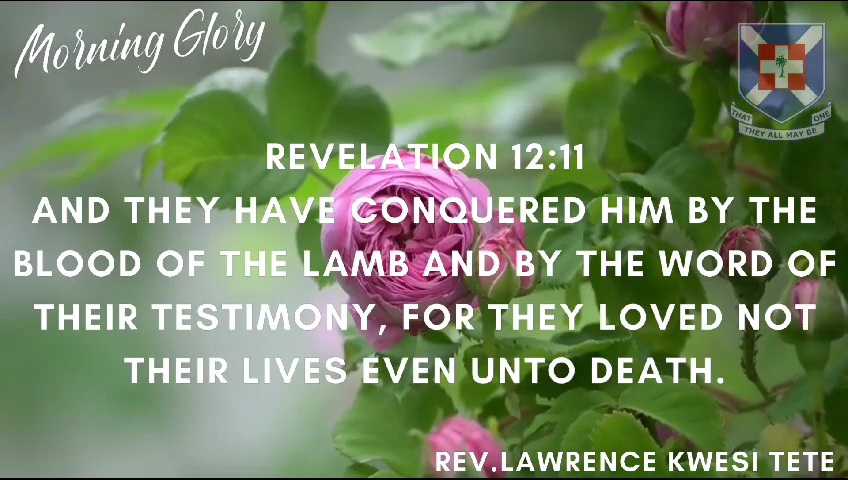 Morning Glory
THAT
THEY ALL MAY BE
ONE
REVELATION 12:11
AND THEY HAVE CONQUERED HIM BY THE
BLOOD OF THE LAMB AND BY THE WORD OF
THEIR TESTIMONY, FOR THEY LOVED NOT
THEIR LIVES EVEN UNTO DEATH.
REV.LAWRENCE KWESI TETE